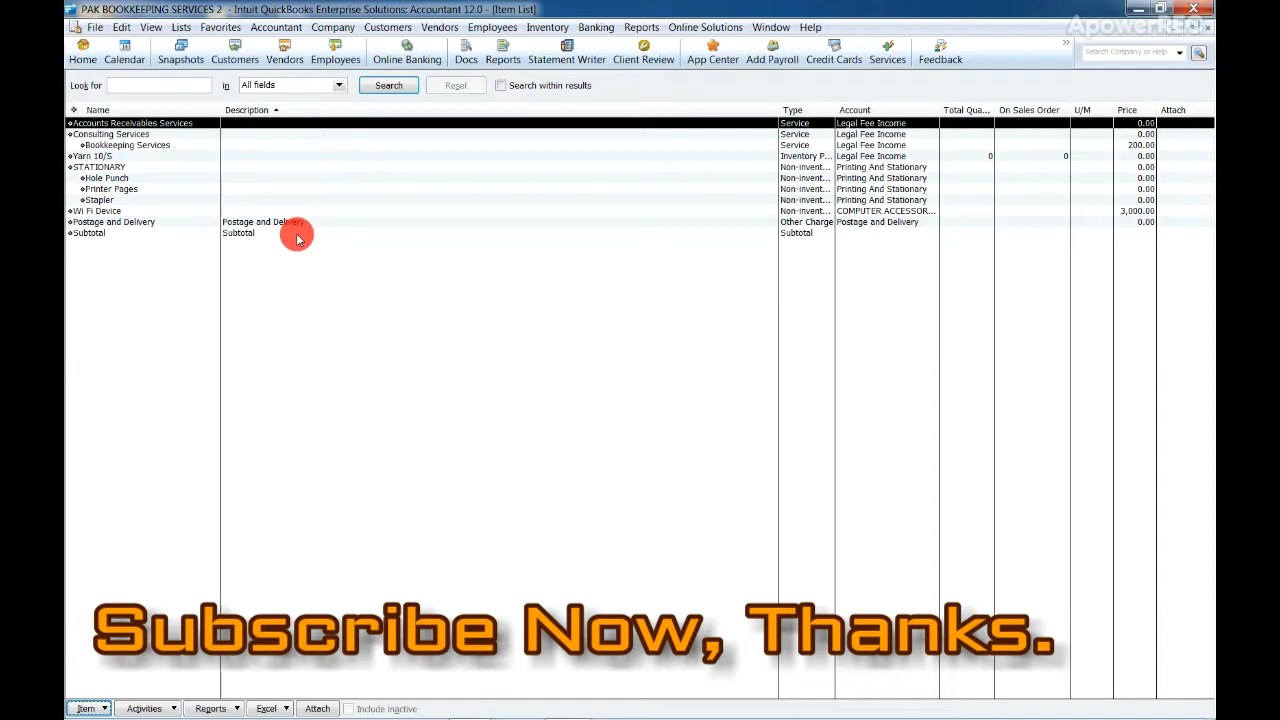 PAK BOOKKEEPING SERVICES 2 - Intuit QuickBooks Enterprise Solutions: Accountant 12.0 - [Item List]
File Edit View Lists Favorites Accountant Company Customers Vendors Employees Inventory Banking Reports Online Solutions Window Help
ApowerREC
Home Calendar Snapshots Customers Vendors Employees Online Banking Docs Reports Statement Writer Client Review App Center Add Payroll Credit Cards Services Feedback
Search Company or Help
Look for in All fields Search Reset Search within results
Name Description Type Account Total Qua... On Sales Order U/M Price Attach
Accounts Receivables Services Service Legal Fee Income 0.00
Consulting Services Service Legal Fee Income 0.00
Bookkeeping Services Service Legal Fee Income 200.00
Yarn 10/S Inventory P... Legal Fee Income 0 0 0.00
STATIONARY Non-invent... Printing And Stationary 0.00
Hole Punch Non-invent... Printing And Stationary 0.00
Printer Pages Non-invent... Printing And Stationary 0.00
Stapler Non-invent... Printing And Stationary 0.00
Wi Fi Device Non-invent... COMPUTER ACCESSOR... 3,000.00
Postage and Delivery Postage and Delivery Other Charge Postage and Delivery 0.00
Subtotal Subtotal Subtotal
Subscribe Now, Thanks.
Item Activities Reports Excel Attach Include inactive